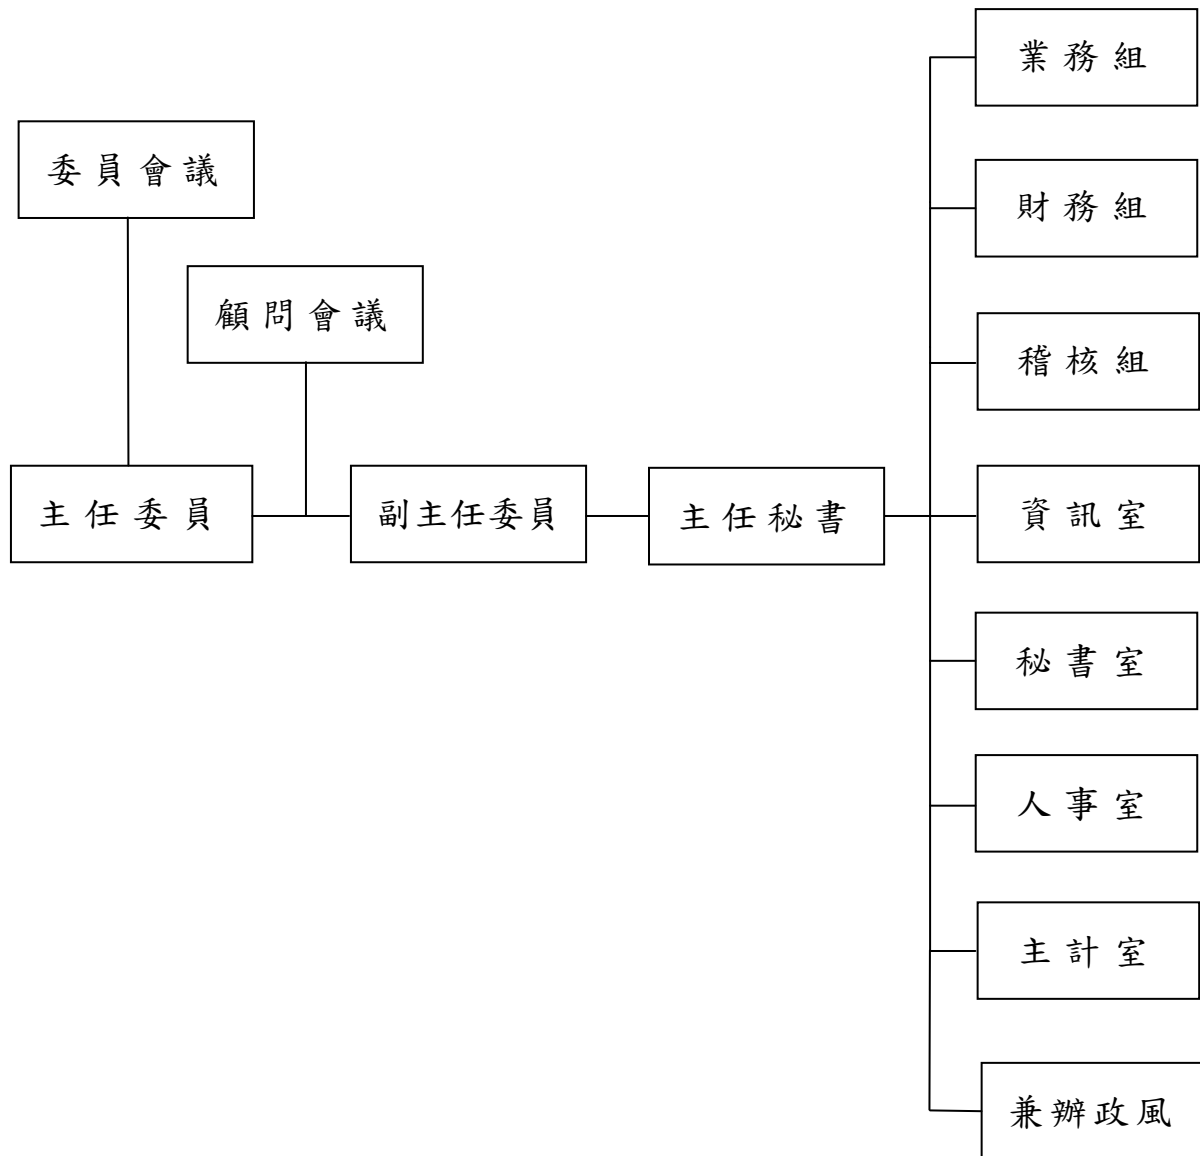 業務組
委員會議
財務組
顧問會議
稽核組
主任委員
副主任委員
主任秘書
資訊室
秘書室
人事室
主計室
兼辦政風